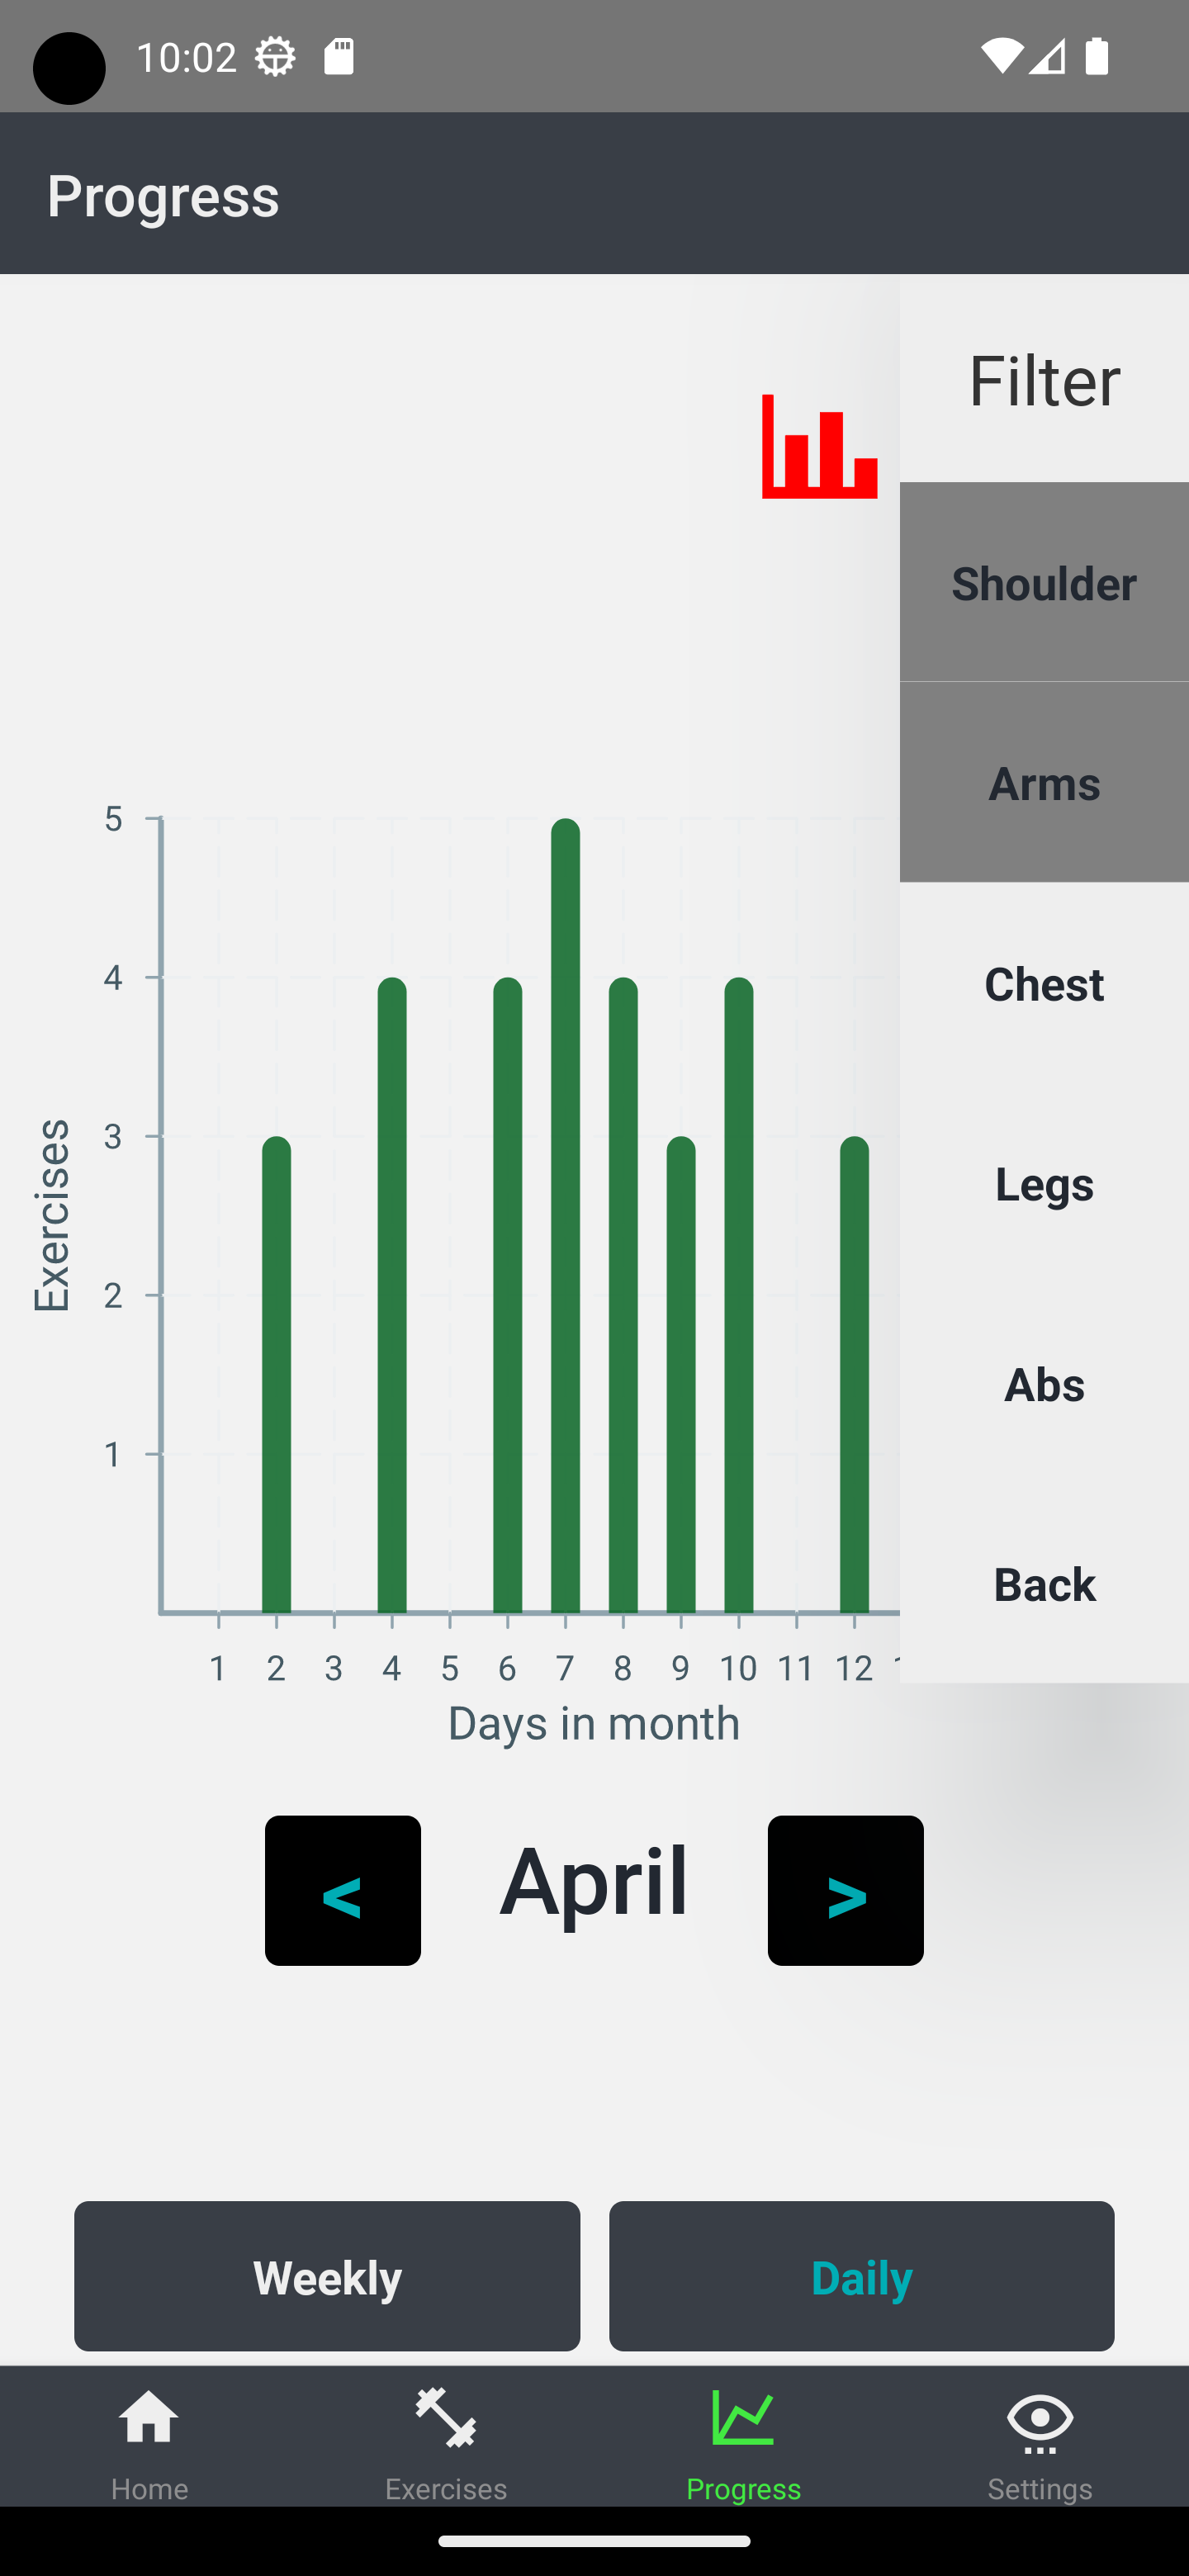 10:02
Progress
Filter
Shoulder
Arms
Chest
Legs
Abs
Back
5
4
3
2
1
Exercises
1 2 3 4 5 6 7 8 9 10 11 12
Days in month
< April >
Weekly Daily
Home Exercises Progress Settings